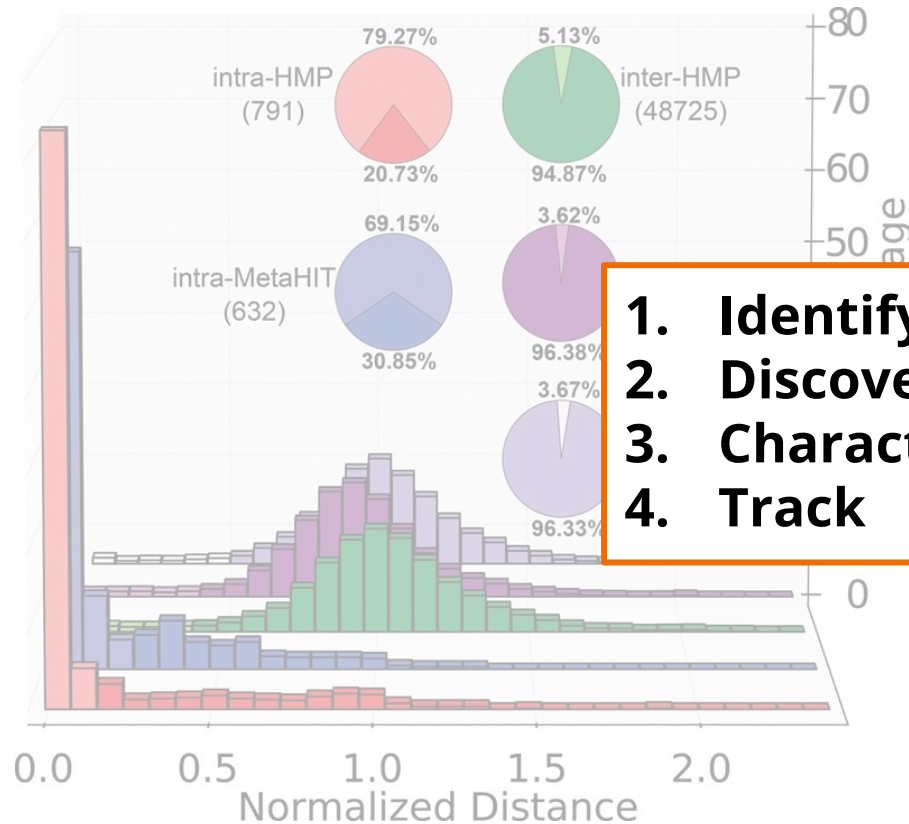 80
79.27%
5.13%
intra-HMP
(791)
inter-HMP
(48725)
70
20.73%
94.87%
60
69.15%
3.62%
50
intra-MetaHIT
(632)
30.85%
96.38%
3.67%
96.33%
1. Identify
2. Discove
3. Charact
4. Track
0
0.0 0.5 1.0 1.5 2.0
Normalized Distance